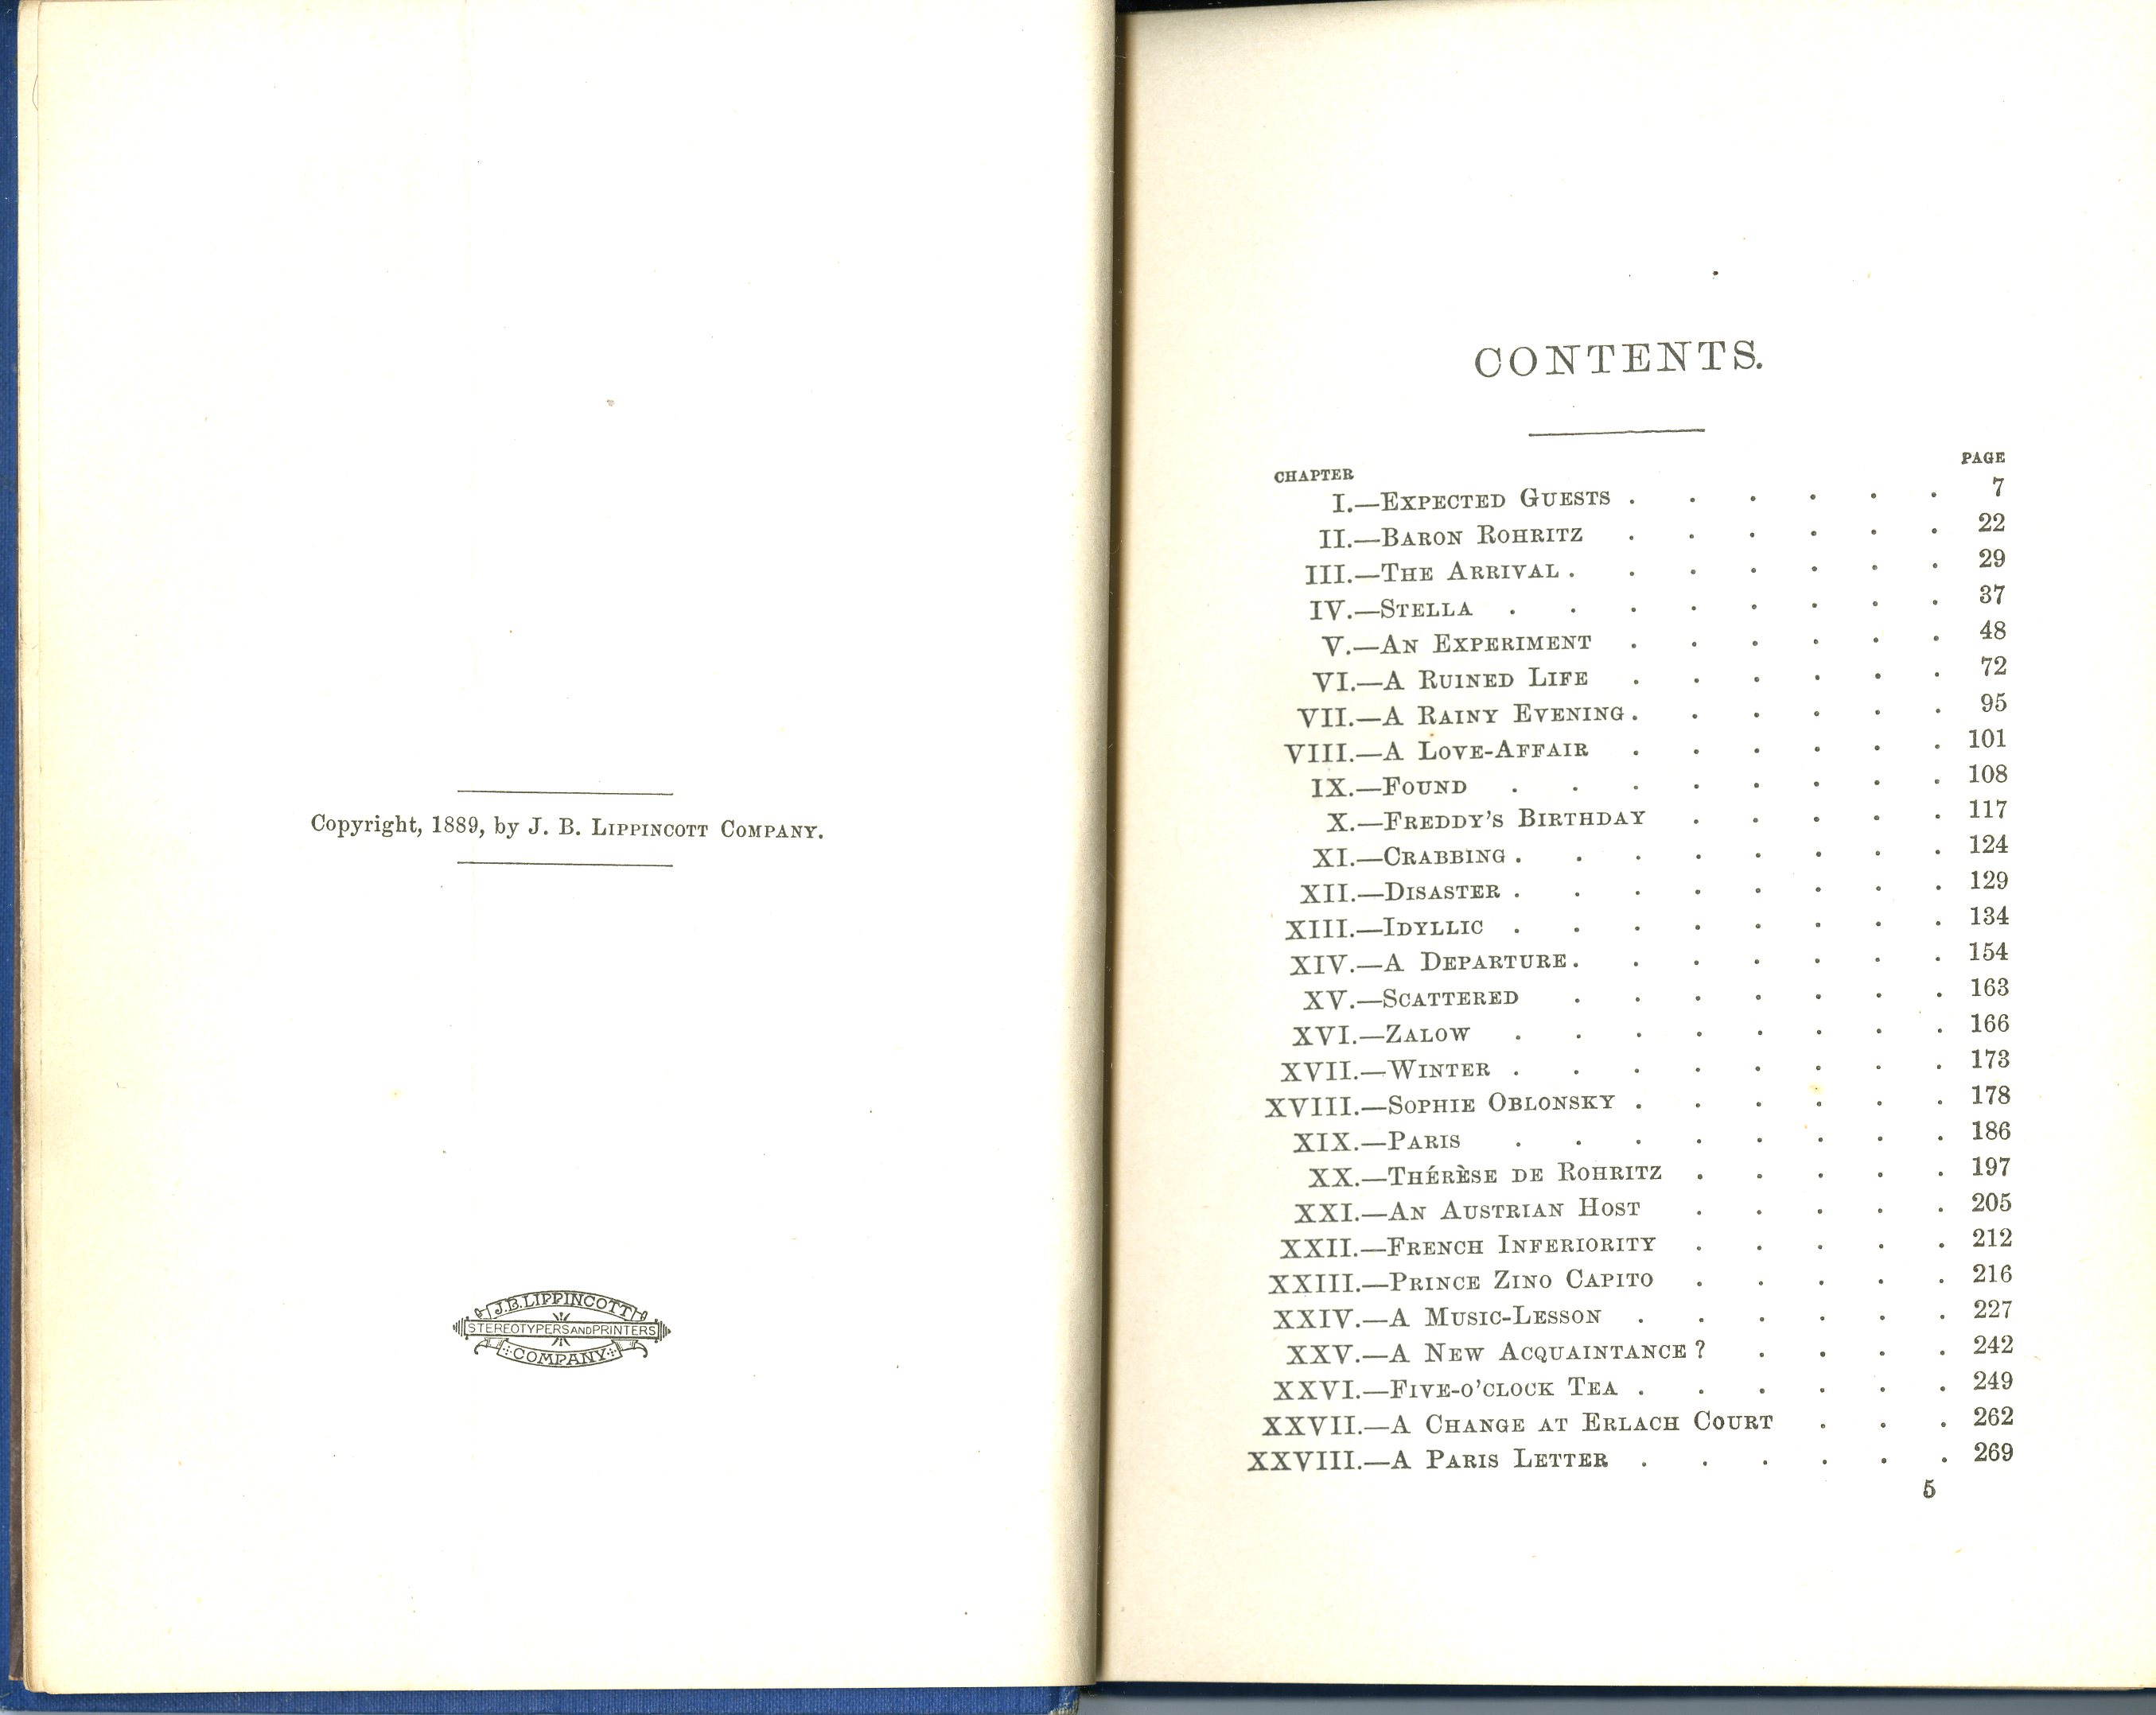 Copyright, 1889, by J. B. LIPPINCOTT COMPANY.
J.B. LIPPINCOTT
STEREOTYPERS AND PRINTERS
COMPANY
CONTENTS.
CHAPTER PAGE
I.—EXPECTED GUESTS . . . . . . 7
II.—BARON ROHRITZ . . . . . . 22
III.—THE ARRIVAL . . . . . . . 29
IV.—STELLA . . . . . . . . 37
V.—AN EXPERIMENT . . . . . . 48
VI.—A RUINED LIFE . . . . . . 72
VII.—A RAINY EVENING . . . . . . 95
VIII.—A LOVE-AFFAIR . . . . . . 101
IX.—FOUND . . . . . . . . 108
X.—FREDDY'S BIRTHDAY . . . . . 117
XI.—CRABBING . . . . . . . . 124
XII.—DISASTER . . . . . . . . 129
XIII.—IDYLLIC . . . . . . . . 134
XIV.—A DEPARTURE . . . . . . . 154
XV.—SCATTERED . . . . . . . 163
XVI.—ZALOW . . . . . . . . 166
XVII.—WINTER . . . . . . . . 173
XVIII.—SOPHIE OBLONSKY . . . . . . 178
XIX.—PARIS . . . . . . . . 186
XX.—THÉRÈSE DE ROHRITZ . . . . . 197
XXI.—AN AUSTRIAN HOST . . . . . 205
XXII.—FRENCH INFERIORITY . . . . . 212
XXIII.—PRINCE ZINO CAPITO . . . . . 216
XXIV.—A MUSIC-LESSON . . . . . . 227
XXV.—A NEW ACQUAINTANCE ? . . . . 242
XXVI.—FIVE-O'CLOCK TEA . . . . . . 249
XXVII.—A CHANGE AT ERLACH COURT . . . 262
XXVIII.—A PARIS LETTER . . . . . . 269
5